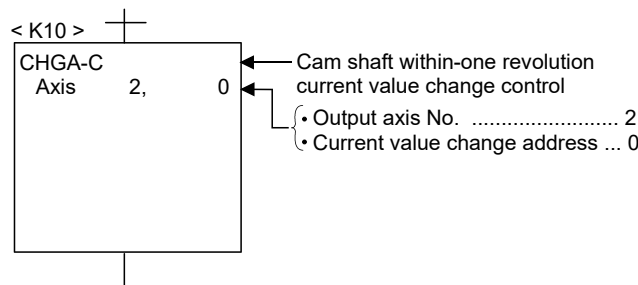 < K10 >
CHGA-C
Axis 2, 0
Cam shaft within-one revolution
current value change control
• Output axis No. .......................... 2
• Current value change address ... 0